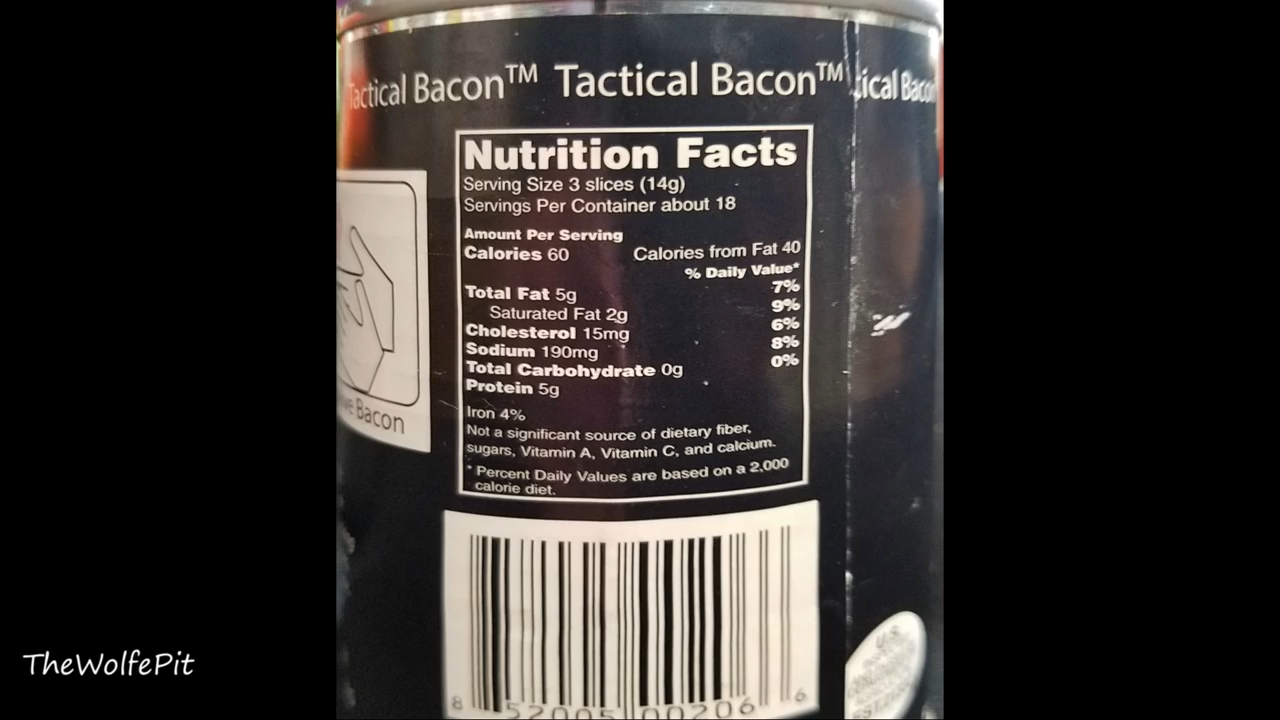 Tactical Bacon™ Tactical Bacon™ tical Bacon
Nutrition Facts
Serving Size 3 slices (14g)
Servings Per Container about 18
Amount Per Serving
Calories 60 Calories from Fat 40
% Daily Value*
Total Fat 5g 7%
Saturated Fat 2g 9%
Cholesterol 15mg 6%
Sodium 190mg 8%
Total Carbohydrate 0g 0%
Protein 5g
Iron 4%
Not a significant source of dietary fiber,
sugars, Vitamin A, Vitamin C, and calcium.
* Percent Daily Values are based on a 2,000
calorie diet.
Bacon
8 52005 00206 6
U.S.
TheWolfePit